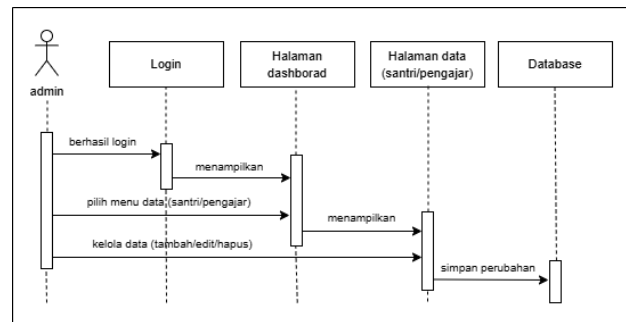 admin
Login
Halaman
dashborad
Halaman data
(santri/pengajar)
Database
berhasil login
menampilkan
pilih menu data (santri/pengajar)
menampilkan
kelola data (tambah/edit/hapus)
simpan perubahan